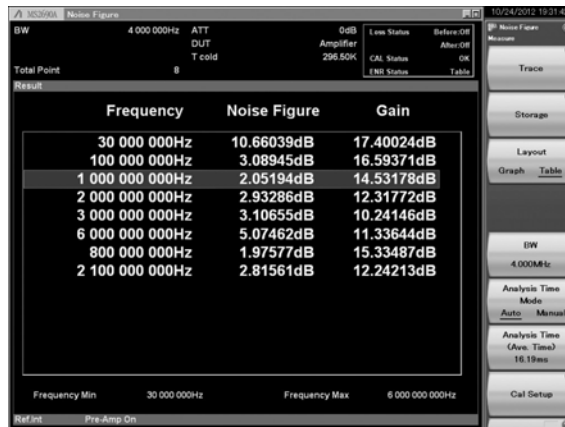 MS2690A Noise Figure
10/24/2012 19:31:4
BW 4 000 000Hz ATT 0dB
DUT Amplifier
T cold 296.50K
Total Point 8
Loss Status Before:Off
After:Off
CAL Status OK
ENR Status Table
Result
Frequency Noise Figure Gain
30 000 000Hz 10.66039dB 17.40024dB
100 000 000Hz 3.08945dB 16.59371dB
1 000 000 000Hz 2.05194dB 14.53178dB
2 000 000 000Hz 2.93286dB 12.31772dB
3 000 000 000Hz 3.10655dB 10.24146dB
6 000 000 000Hz 5.07462dB 11.33644dB
800 000 000Hz 1.97577dB 15.33487dB
2 100 000 000Hz 2.81561dB 12.24213dB
Frequency Min 30 000 000Hz Frequency Max 6 000 000 000Hz
Ref.Int Pre-Amp On
Noise Figure
Measure
Trace
Storage
Layout
Graph Table
BW
4.000MHz
Analysis Time
Mode
Auto Manual
Analysis Time
(Ave. Time)
16.19ms
Cal Setup